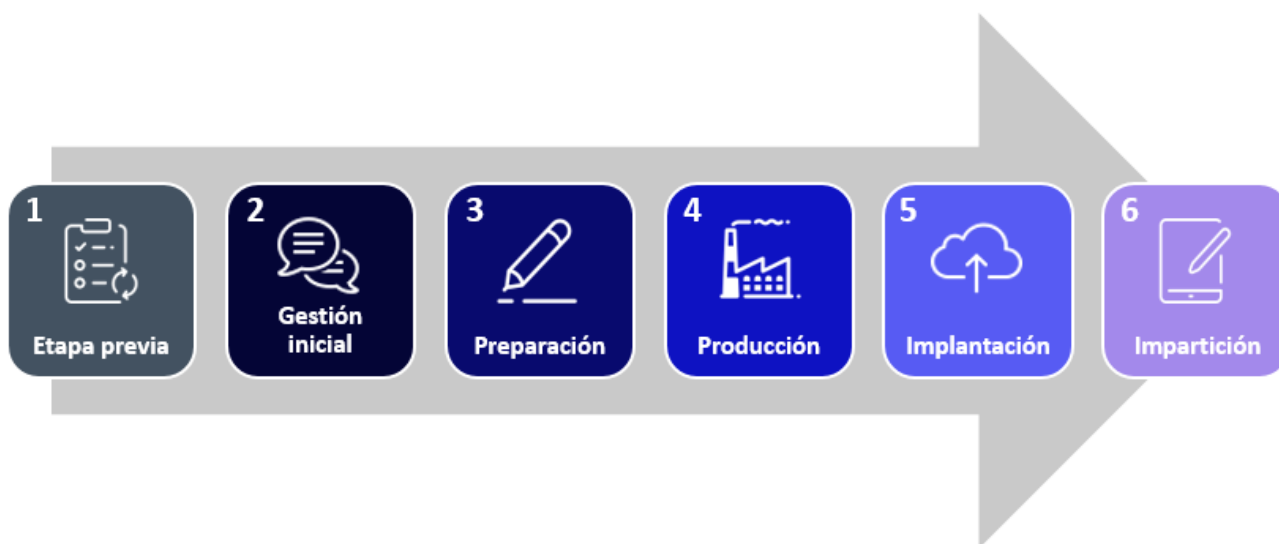 1
Etapa previa
2
Gestión
inicial
3
Preparación
4
Producción
5
Implantación
6
Impartición